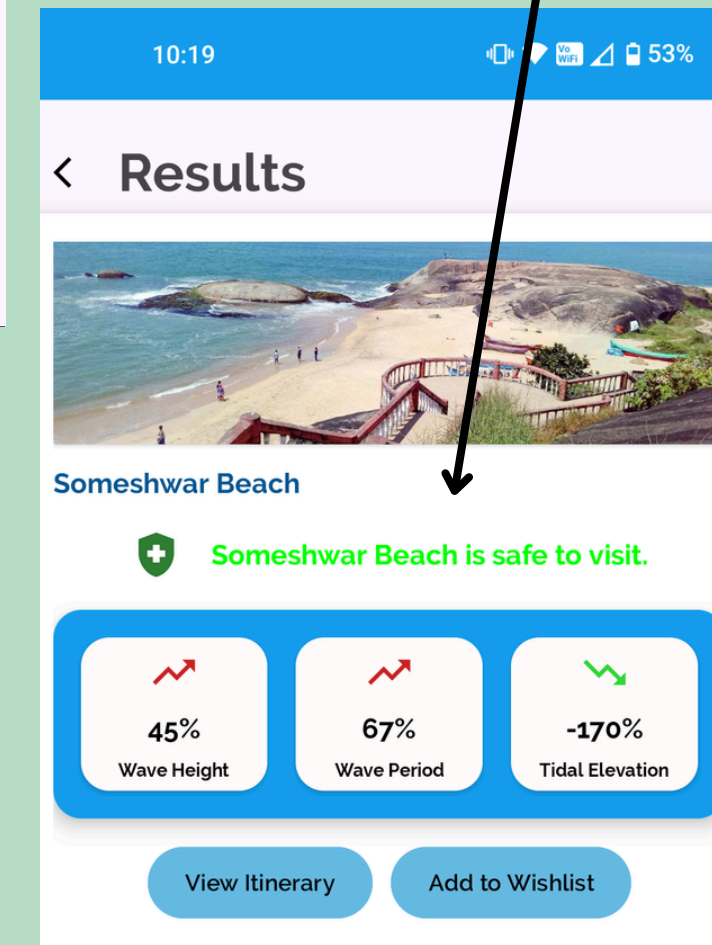 10:19 Vo WiFi 53%
Results
Someshwar Beach
Someshwar Beach is safe to visit.
45% 67% -170%
Wave Height Wave Period Tidal Elevation
View Itinerary Add to Wishlist